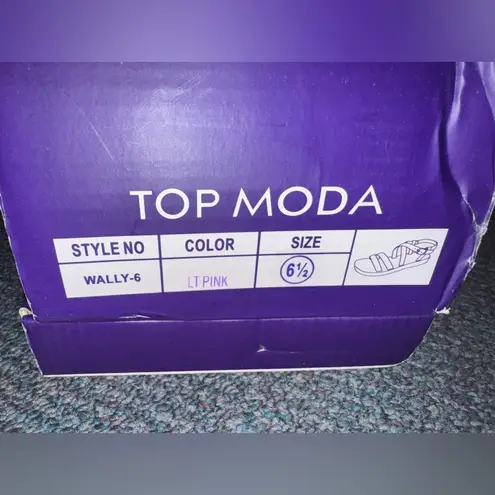 TOP MODA
STYLE NO COLOR SIZE
WALLY-6 LT PINK 6½